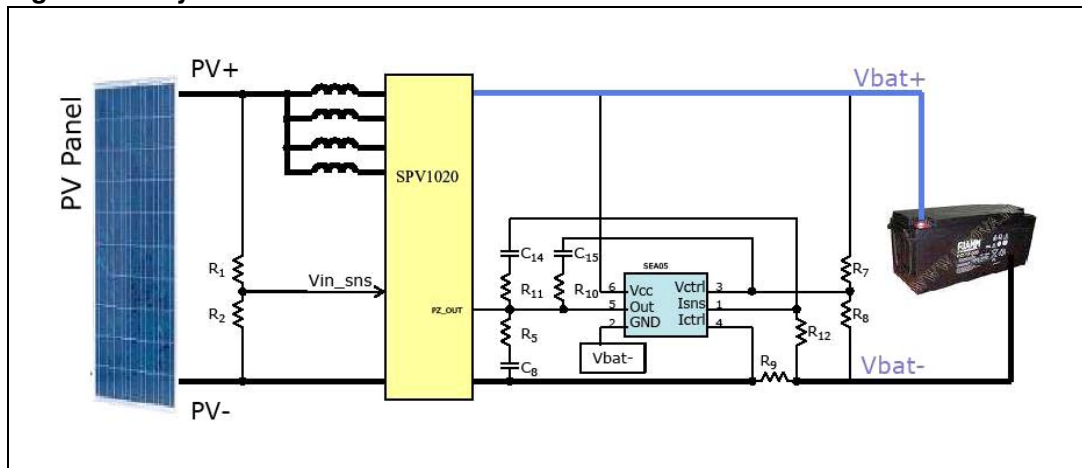 PV+
Vbat+
PV Panel
SPV1020
C14
C15
SEA05
R1
R11
R10
6 Vcc Vctrl 3
5 Out Isns 1
2 GND Ictrl 4
R7
Vin_sns
R2
PZ_OUT
R8
R5
R12
Vbat-
C8
R9
Vbat-
PV-
FIAMM